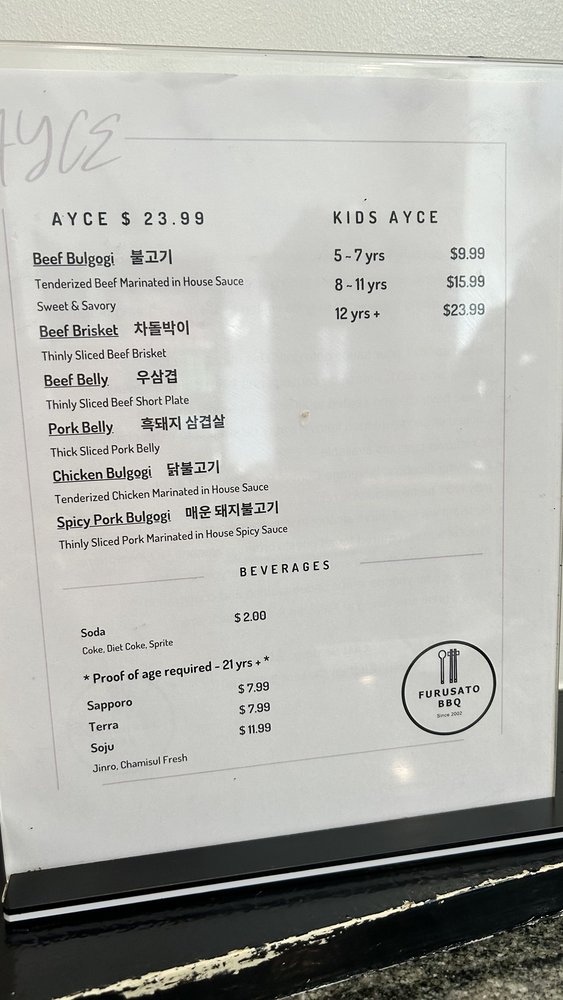 AYCE
AYCE $ 23.99
Beef Bulgogi 불고기
Tenderized Beef Marinated in House Sauce
Sweet & Savory
Beef Brisket 차돌박이
Thinly Sliced Beef Brisket
Beef Belly 우삼겹
Thinly Sliced Beef Short Plate
Pork Belly 흑돼지 삼겹살
Thick Sliced Pork Belly
Chicken Bulgogi 닭불고기
Tenderized Chicken Marinated in House Sauce
Spicy Pork Bulgogi 매운 돼지불고기
Thinly Sliced Pork Marinated in House Spicy Sauce
KIDS AYCE
5 ~ 7 yrs $9.99
8 - 11 yrs $15.99
12 yrs + $23.99
BEVERAGES
Soda $ 2.00
Coke, Diet Coke, Sprite
* Proof of age required - 21 yrs + *
Sapporo $ 7.99
Terra $ 7.99
Soju $ 11.99
Jinro, Chamisul Fresh
FURUSATO
BBQ
Since 2002